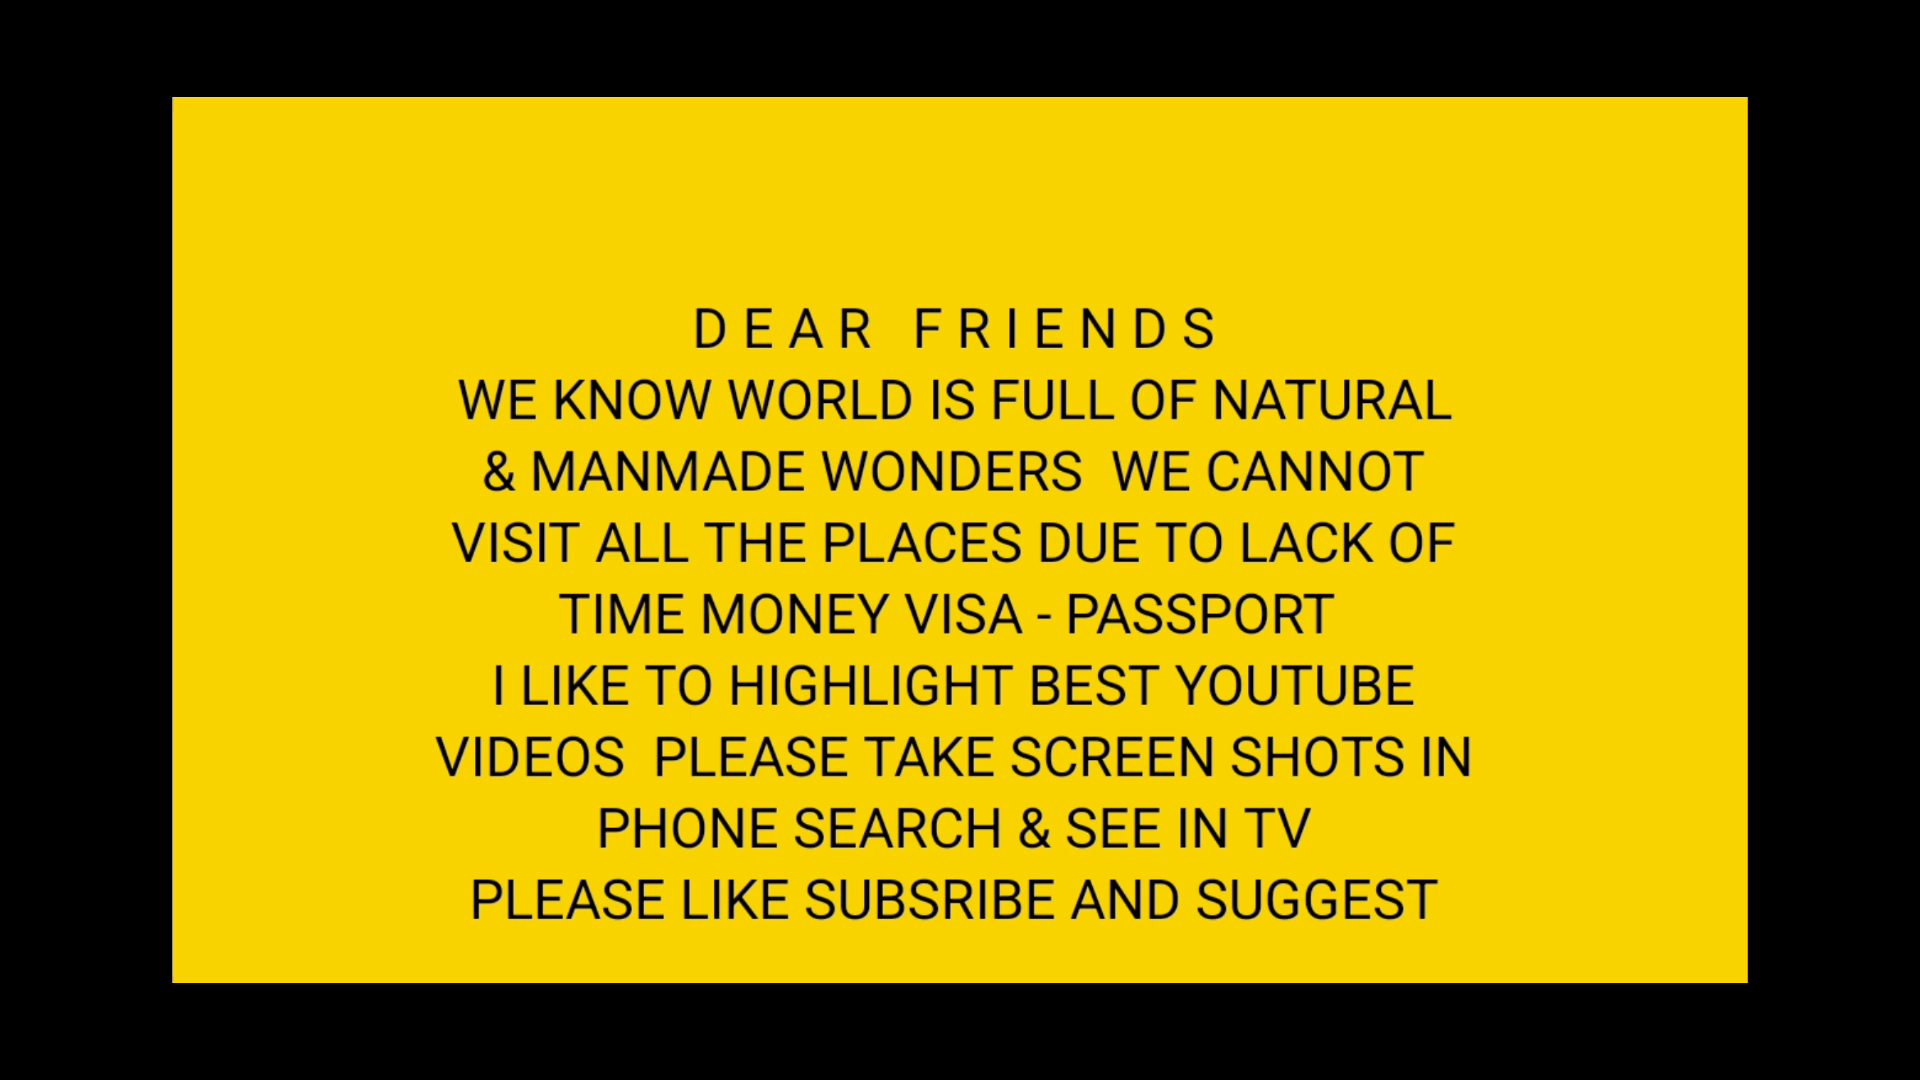 DEAR FRIENDS
WE KNOW WORLD IS FULL OF NATURAL
& MANMADE WONDERS  WE CANNOT
VISIT ALL THE PLACES DUE TO LACK OF
TIME MONEY VISA - PASSPORT
I LIKE TO HIGHLIGHT BEST YOUTUBE
VIDEOS  PLEASE TAKE SCREEN SHOTS IN
PHONE SEARCH & SEE IN TV
PLEASE LIKE SUBSRIBE AND SUGGEST